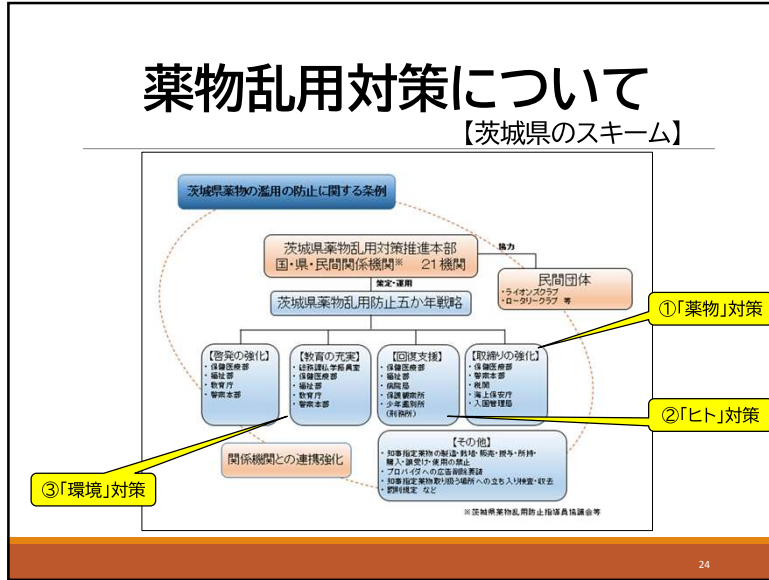 薬物乱用対策について
【茨城県のスキーム】
茨城県薬物の濫用の防止に関する条例
茨城県薬物乱用対策推進本部
国・県・民間関係機関※ 21機関
協力
民間団体
・ライオンズクラブ
・ロータリークラブ 等
策定・運用
茨城県薬物乱用防止五か年戦略
①「薬物」対策
【啓発の強化】
・保健医療部
・福祉部
・教育庁
・警察本部
【教育の充実】
・総務課私学振興室
・保健医療部
・福祉部
・教育庁
・警察本部
【回復支援】
・保健医療部
・福祉部
・病院局
・保護観察所
・少年鑑別所
(刑務所)
【取締りの強化】
・保健医療部
・警察本部
・税関
・海上保安庁
・入国管理局
②「ヒト」対策
関係機関との連携強化
③「環境」対策
【その他】
・知事指定薬物の製造・栽培・販売・授与・所持・
購入・譲受け・使用の禁止
・プロバイダへの広告削除要請
・知事指定薬物取り扱う場所への立ち入り検査・収去
・罰則規定 など
※茨城県薬物乱用防止指導員協議会等
24